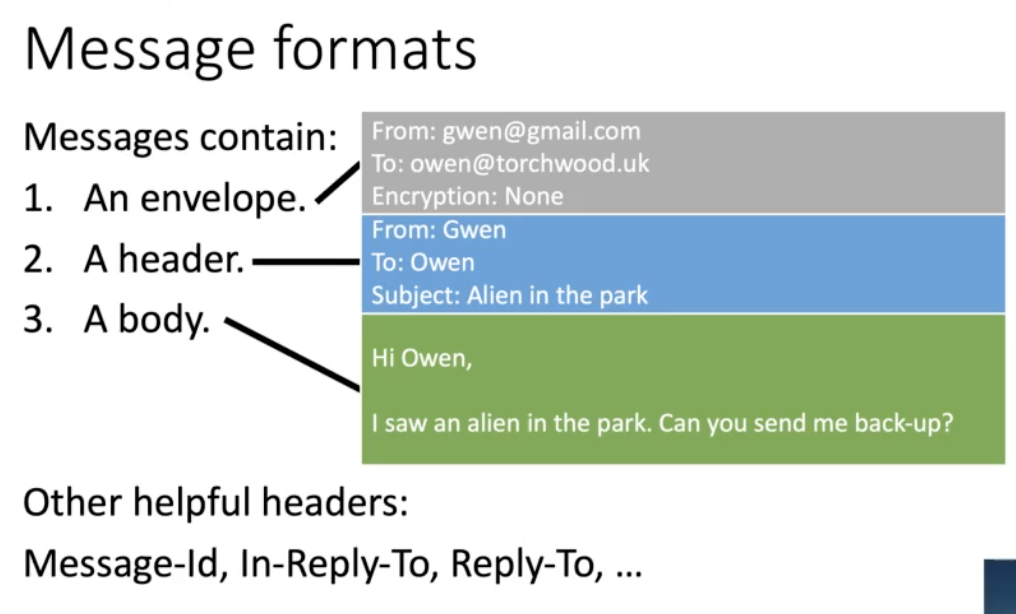 Message formats
Messages contain:
1. An envelope.
2. A header.
3. A body.
From: gwen@gmail.com
To: owen@torchwood.uk
Encryption: None
From: Gwen
To: Owen
Subject: Alien in the park
Hi Owen,
I saw an alien in the park. Can you send me back-up?
Other helpful headers:
Message-Id, In-Reply-To, Reply-To, ...